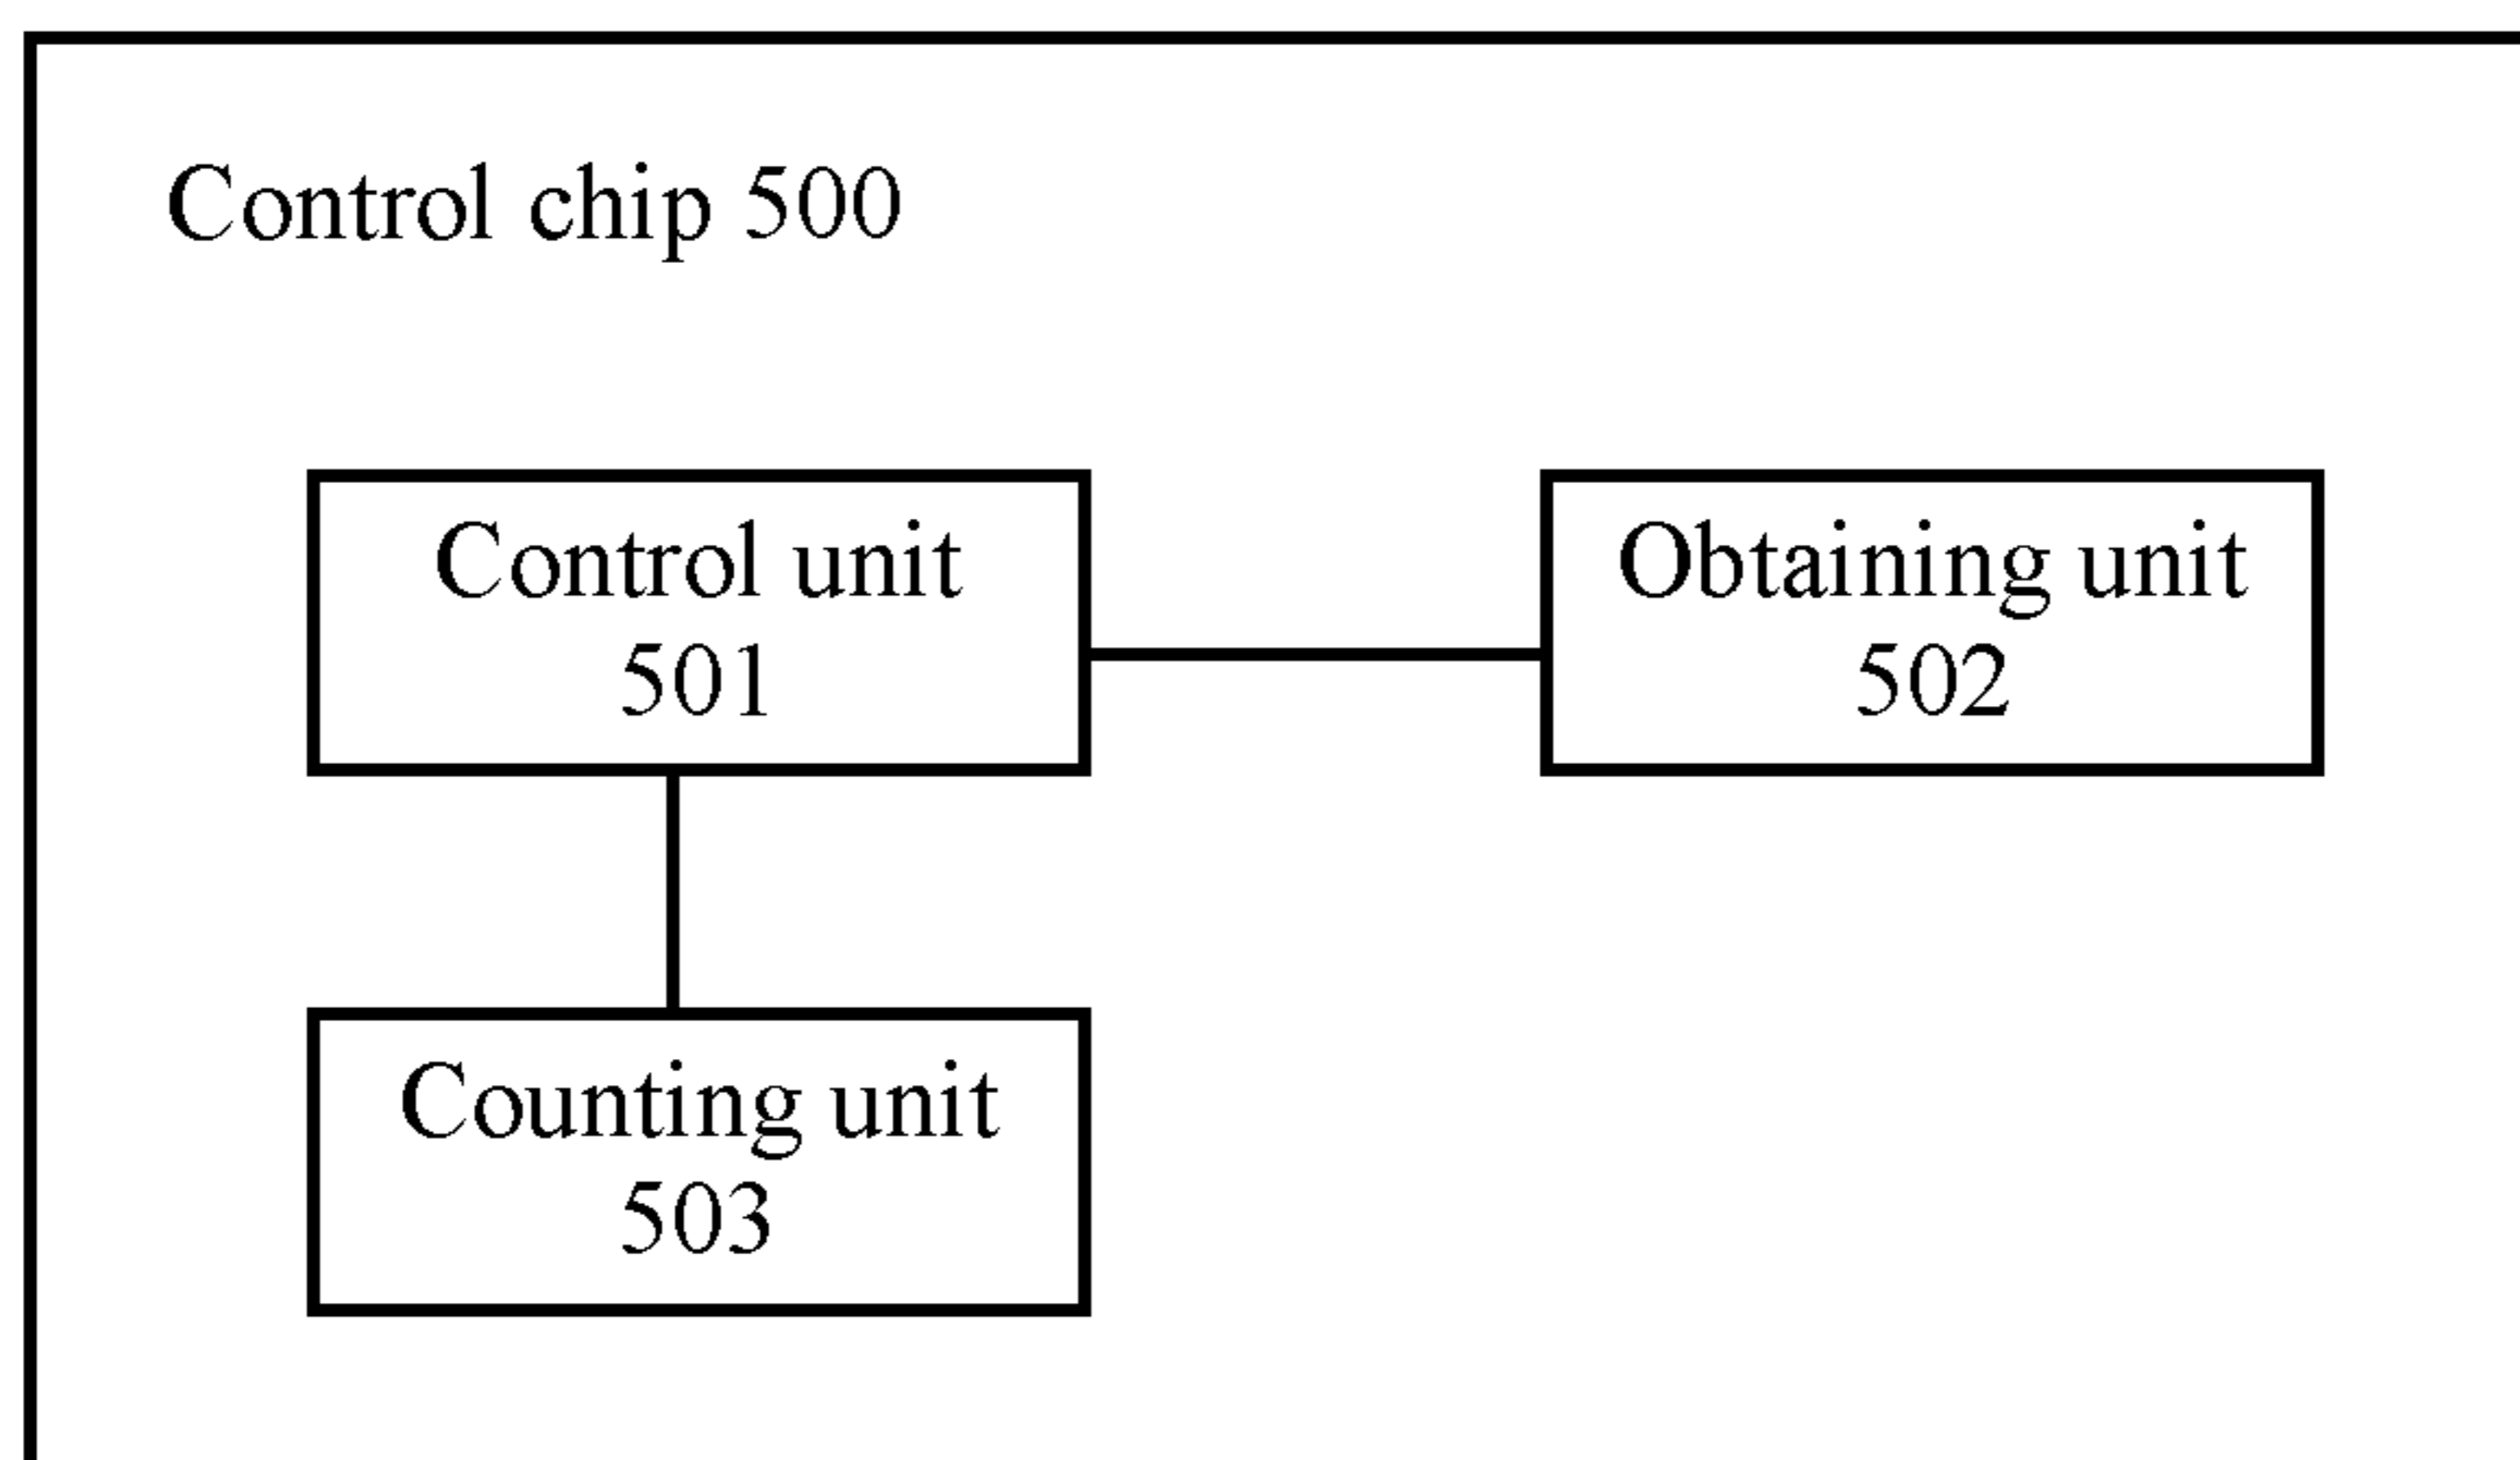 Control chip 500
Control unit
501
Obtaining unit
502
Counting unit
503